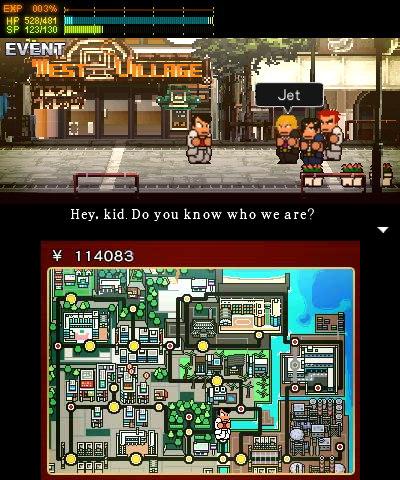 EXP 003%
HP 528/481
SP 123/130
EVENT
WEST VILLAGE
Jet
Hey, kid. Do you know who we are?
¥ 114083